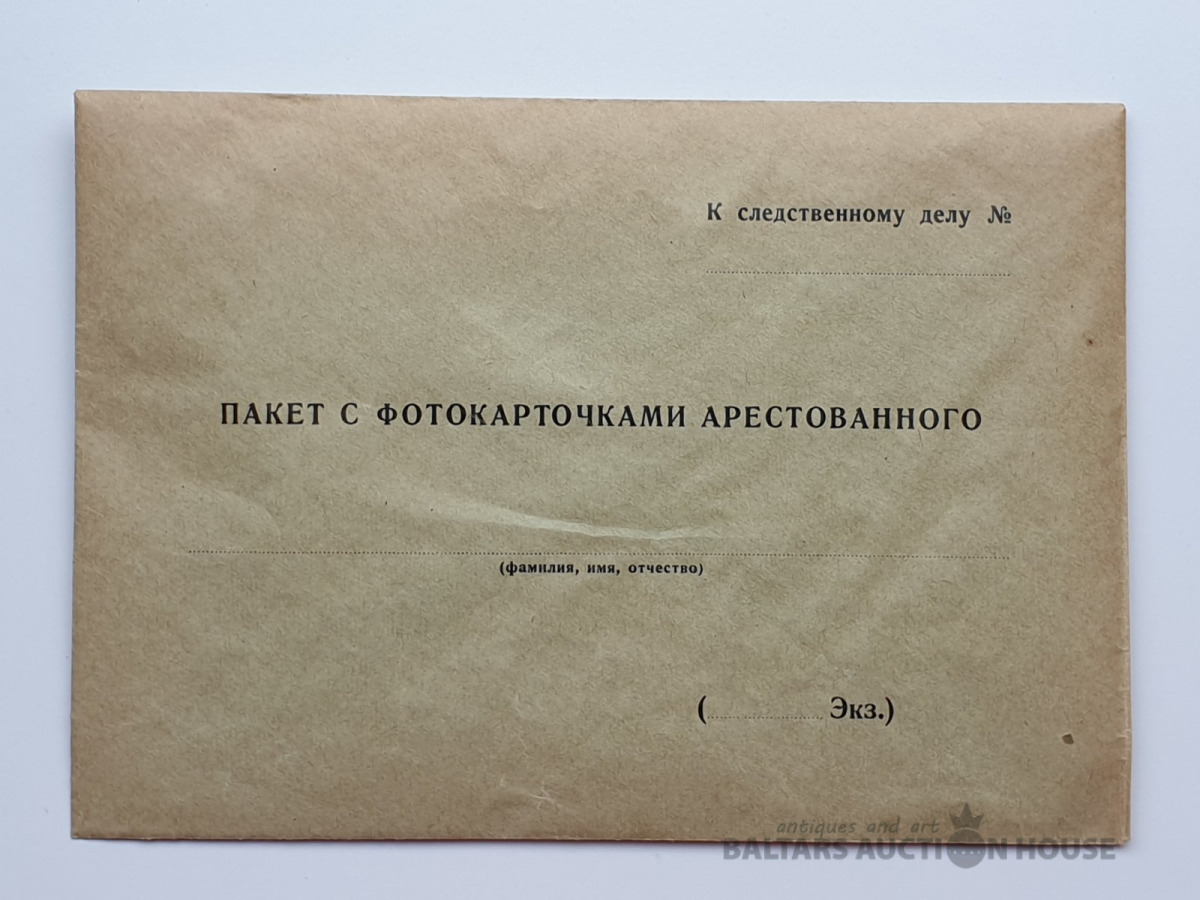 К следственному делу №
ПАКЕТ С ФОТОКАРТОЧКАМИ АРЕСТОВАННОГО
(фамилия, имя, отчество)
(.................... Экз.)
antiques and art
BALTARS AUCTION HOUSE